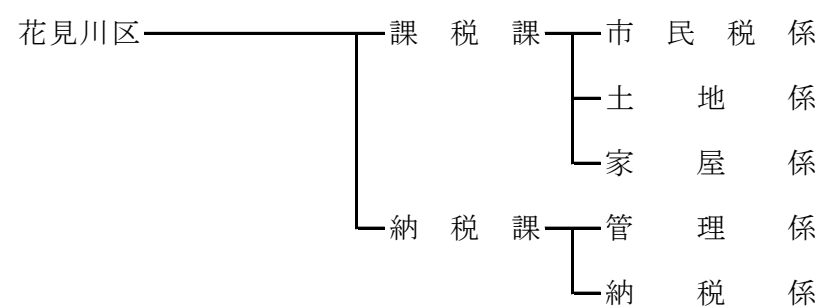 花見川区 課税課 市民税係
土地係
家屋係
納税課 管理係
納税係